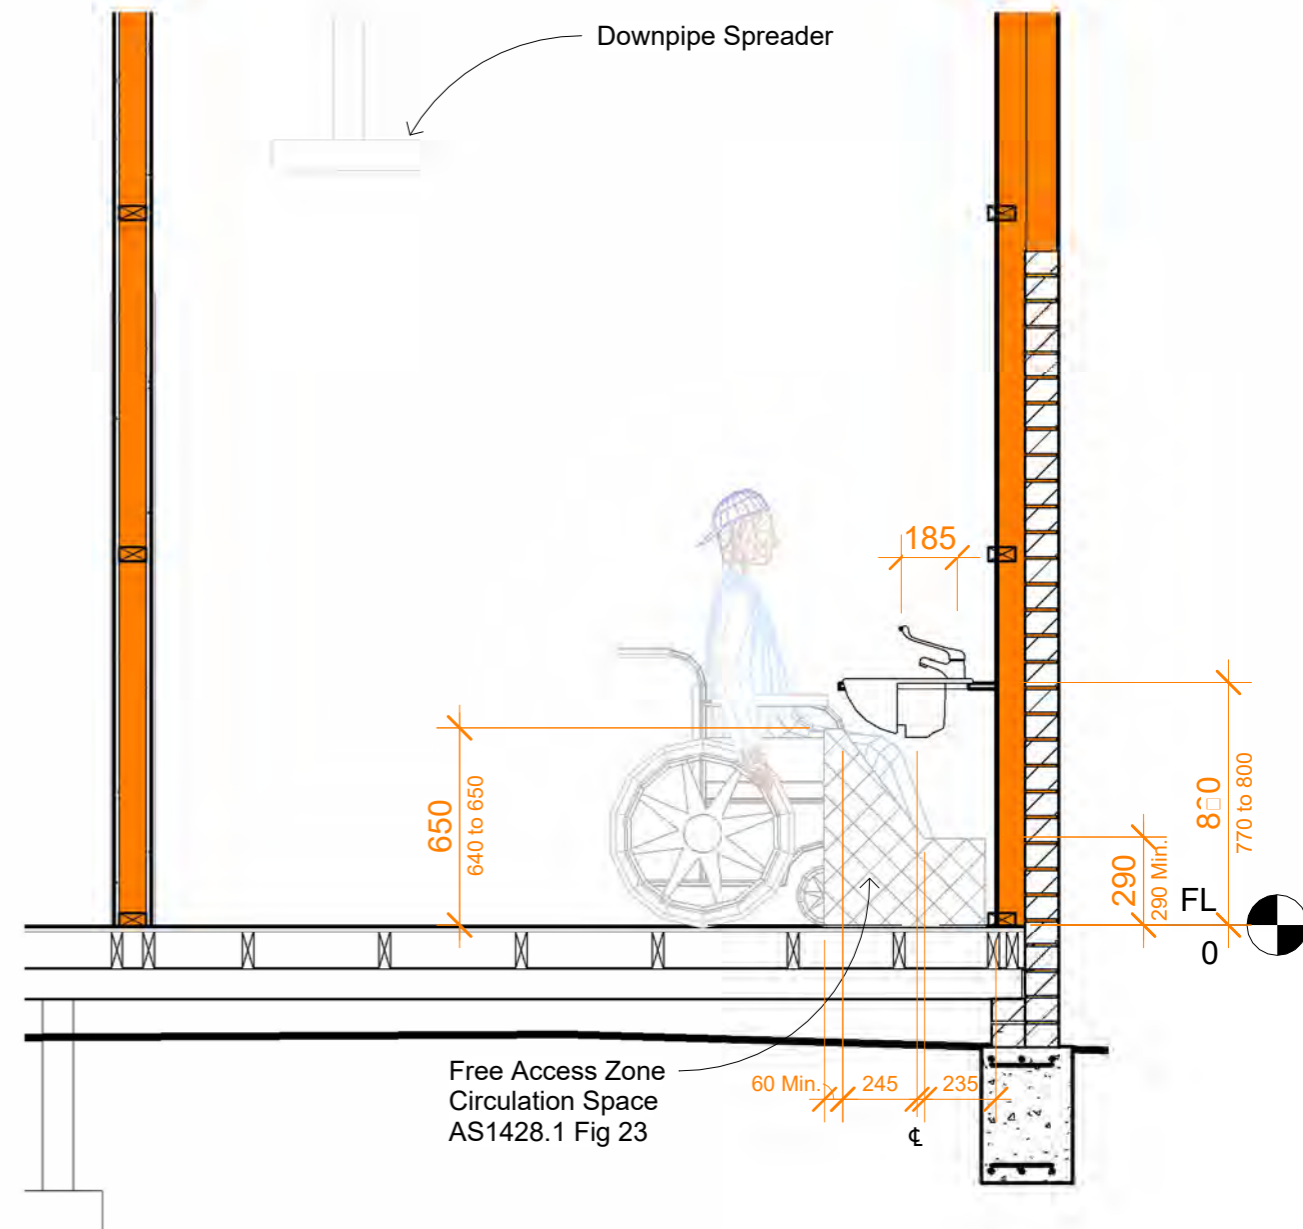 Downpipe Spreader
185
650
640 to 650
770 to 800
290
290 Min.
FL
0
60 Min.
245
235
Free Access Zone
Circulation Space
AS1428.1 Fig 23
℄